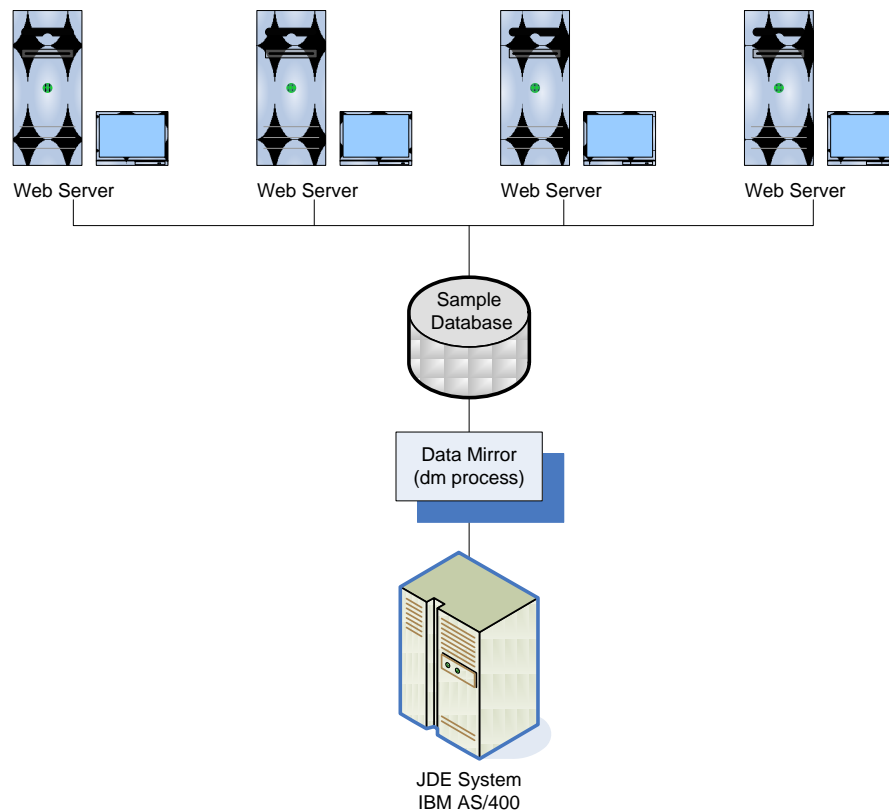 Web Server
Web Server
Web Server
Web Server
Sample
Database
Data Mirror
(dm process)
JDE System
IBM AS/400